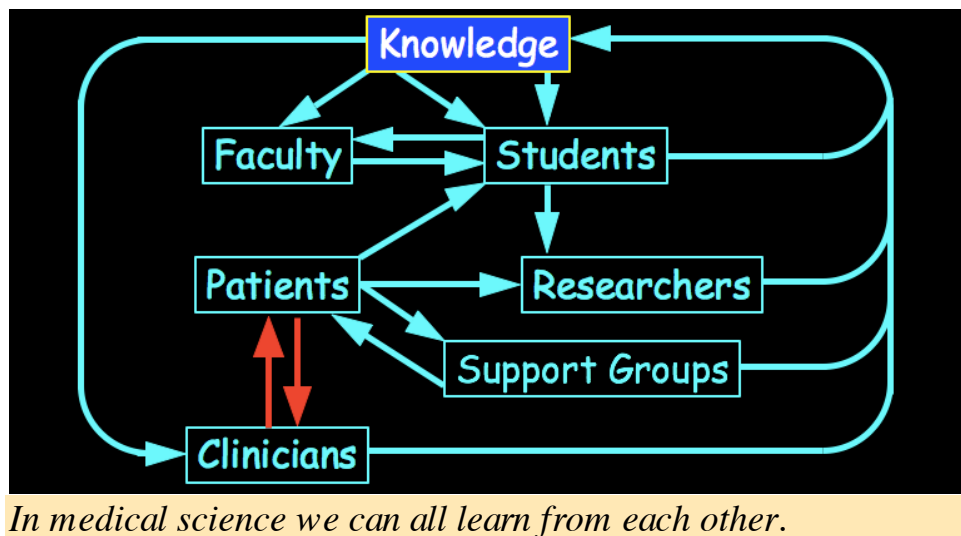 Knowledge
Faculty
Students
Patients
Researchers
Support Groups
Clinicians
In medical science we can all learn from each other.